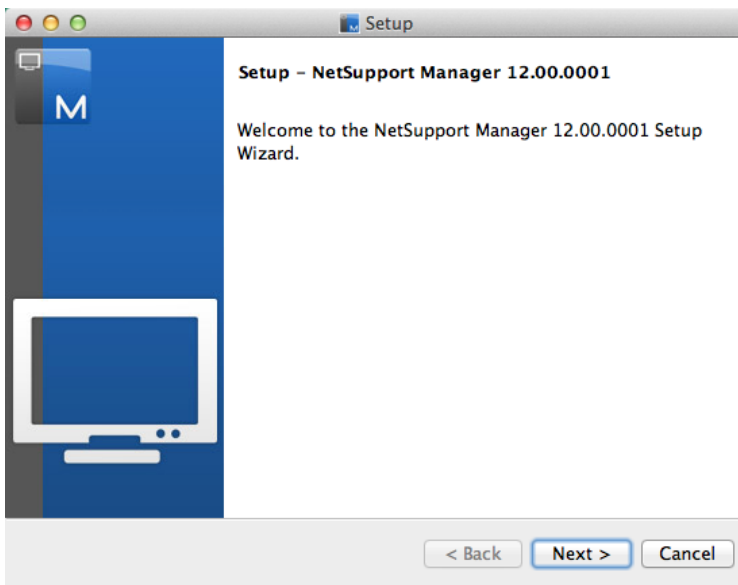 Setup
M
Setup – NetSupport Manager 12.00.0001
Welcome to the NetSupport Manager 12.00.0001 Setup
Wizard.
< Back
Next >
Cancel